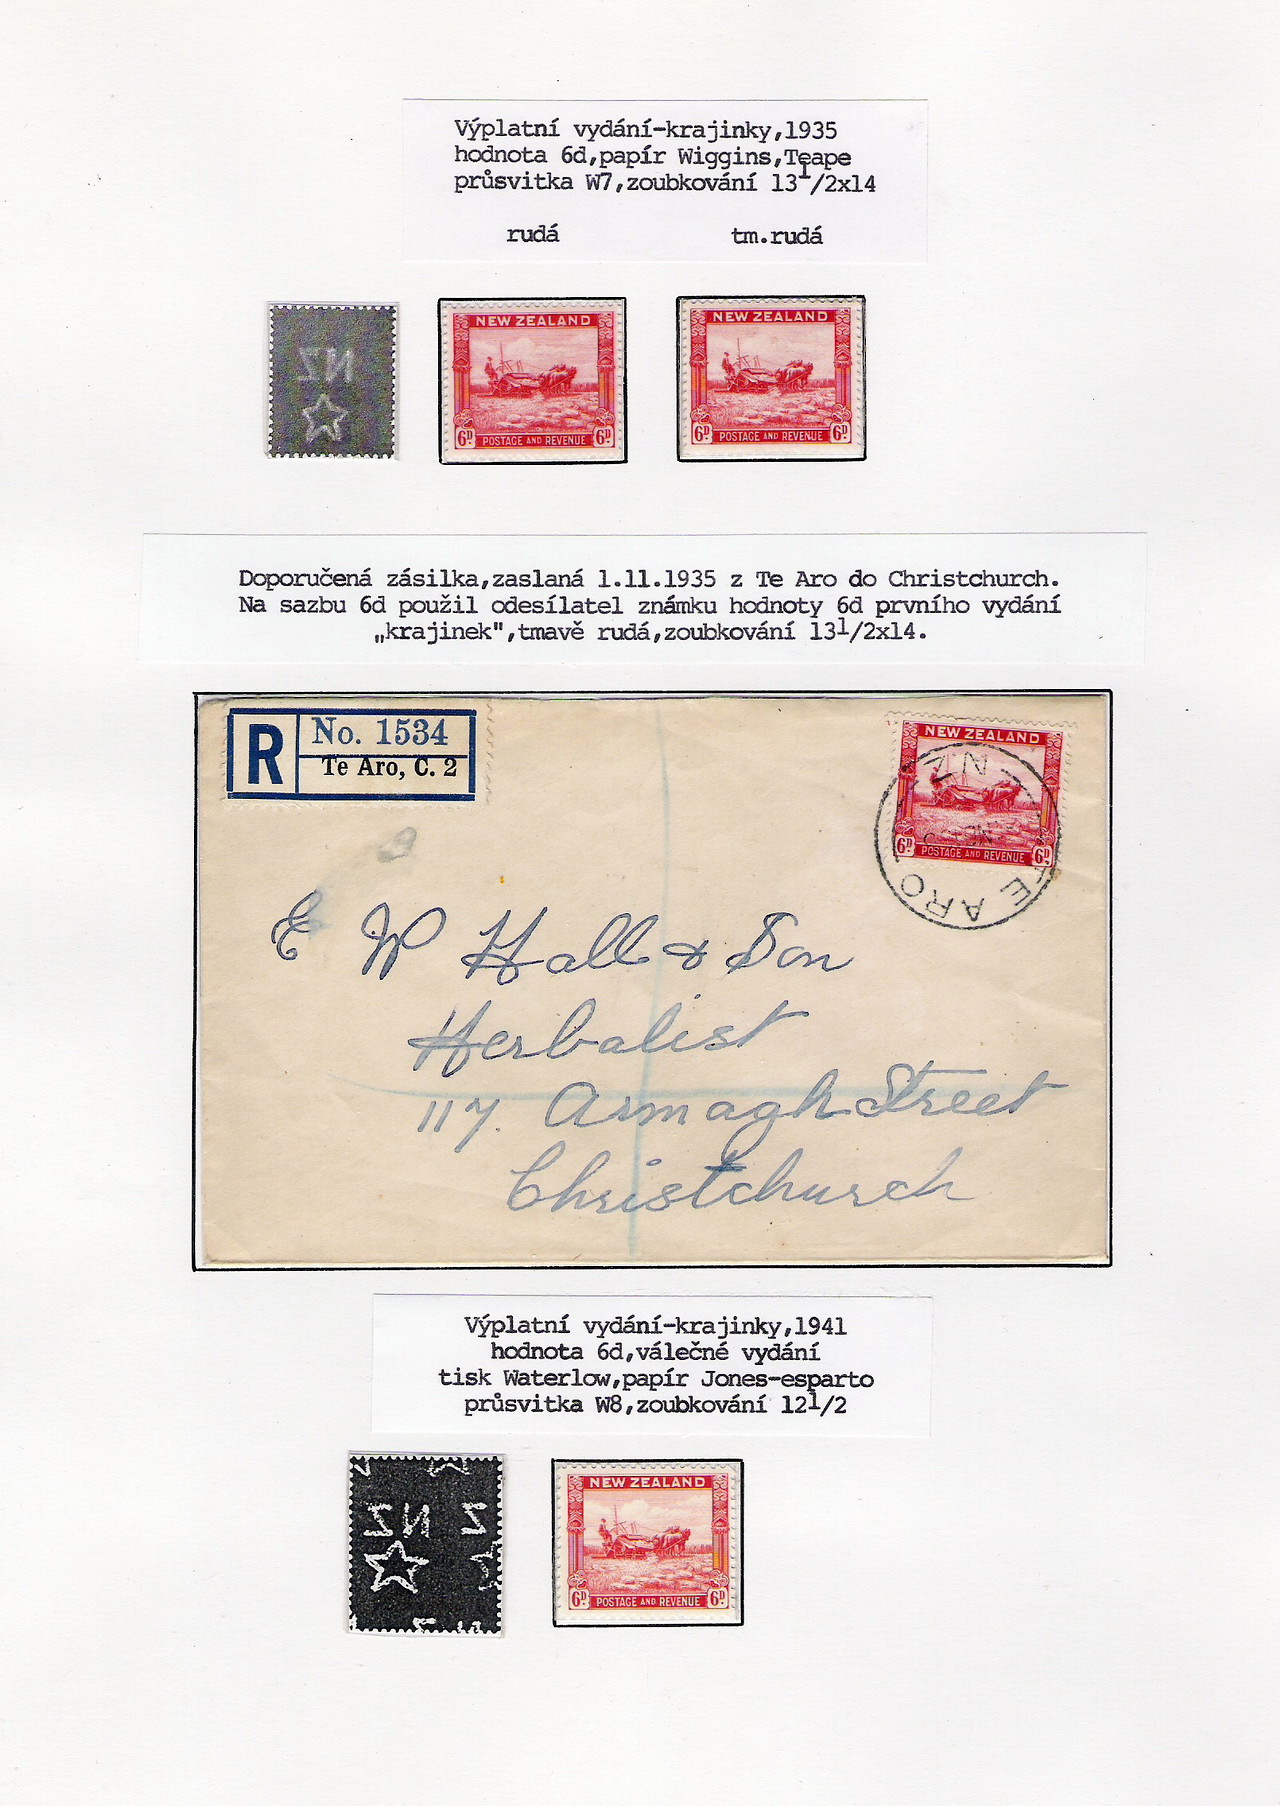 Výplatní vydání-krajinky,1935
hodnota 6d,papír Wiggins,Teape
průsvitka W7,zoubkování 13 1/2x14
rudá tm.rudá
NZ
NEW ZEALAND
6D POSTAGE AND REVENUE 6D
NEW ZEALAND
6D POSTAGE AND REVENUE 6D
Doporučená zásilka,zaslaná 1.11.1935 z Te Aro do Christchurch.
Na sazbu 6d použil odesílatel známku hodnoty 6d prvního vydání
„krajinek",tmavě rudá,zoubkování 13 1/2x14.
R No. 1534
Te Aro, C. 2
NEW ZEALAND
6D POSTAGE AND REVENUE 6D
TE ARO N.Z
E W Hall & Son
Herbalist
117. Armagh Street
Christchurch
Výplatní vydání-krajinky,1941
hodnota 6d,válečné vydání
tisk Waterlow,papír Jones-esparto
průsvitka W8,zoubkování 12 1/2
NZ Z
NEW ZEALAND
6D POSTAGE AND REVENUE 6D